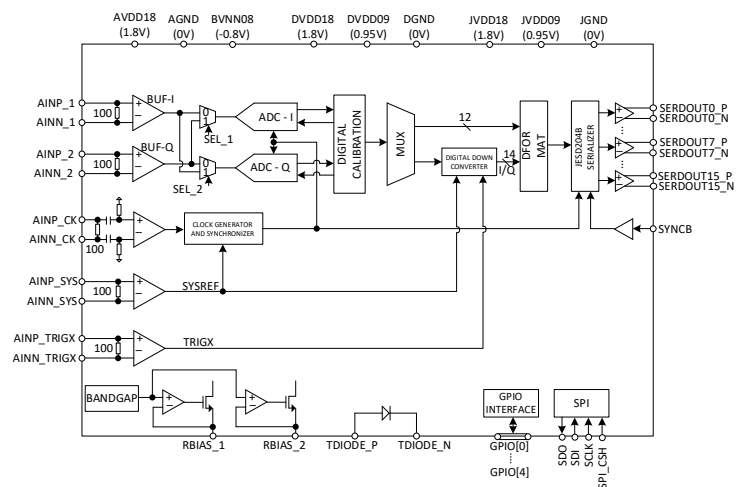 AVDD18 AGND BVNN08 DVDD18 DVDD09 DGND JVDD18 JVDD09 JGND
(1.8V) (0V) (-0.8V) (1.8V) (0.95V) (0V) (1.8V) (0.95V) (0V)
AINP_1
100
AINN_1
+
−
BUF-I
0
1
SEL_1
ADC - I
AINP_2
100
AINN_2
+
−
BUF-Q
0
1
SEL_2
ADC - Q
DIGITAL
CALIBRATION
MUX
12
DIGITAL DOWN
CONVERTER
14
I/Q
DFOR
MAT
JESD204B
SERIALIZER
+
−
SERDOUT0_P
SERDOUT0_N
+
−
SERDOUT7_P
SERDOUT7_N
+
−
SERDOUT15_P
SERDOUT15_N
SYNCB
AINP_CK
AINN_CK
100
+
−
CLOCK GENERATOR
AND SYNCHRONIZER
AINP_SYS
100
AINN_SYS
+
−
SYSREF
AINP_TRIGX
100
AINN_TRIGX
+
−
TRIGX
BANDGAP
+
−
+
−
RBIAS_1
RBIAS_2
TDIODE_P
TDIODE_N
GPIO
INTERFACE
GPIO[0]
GPIO[4]
SPI
SDO
SDI
SCLK
SPI_CSH